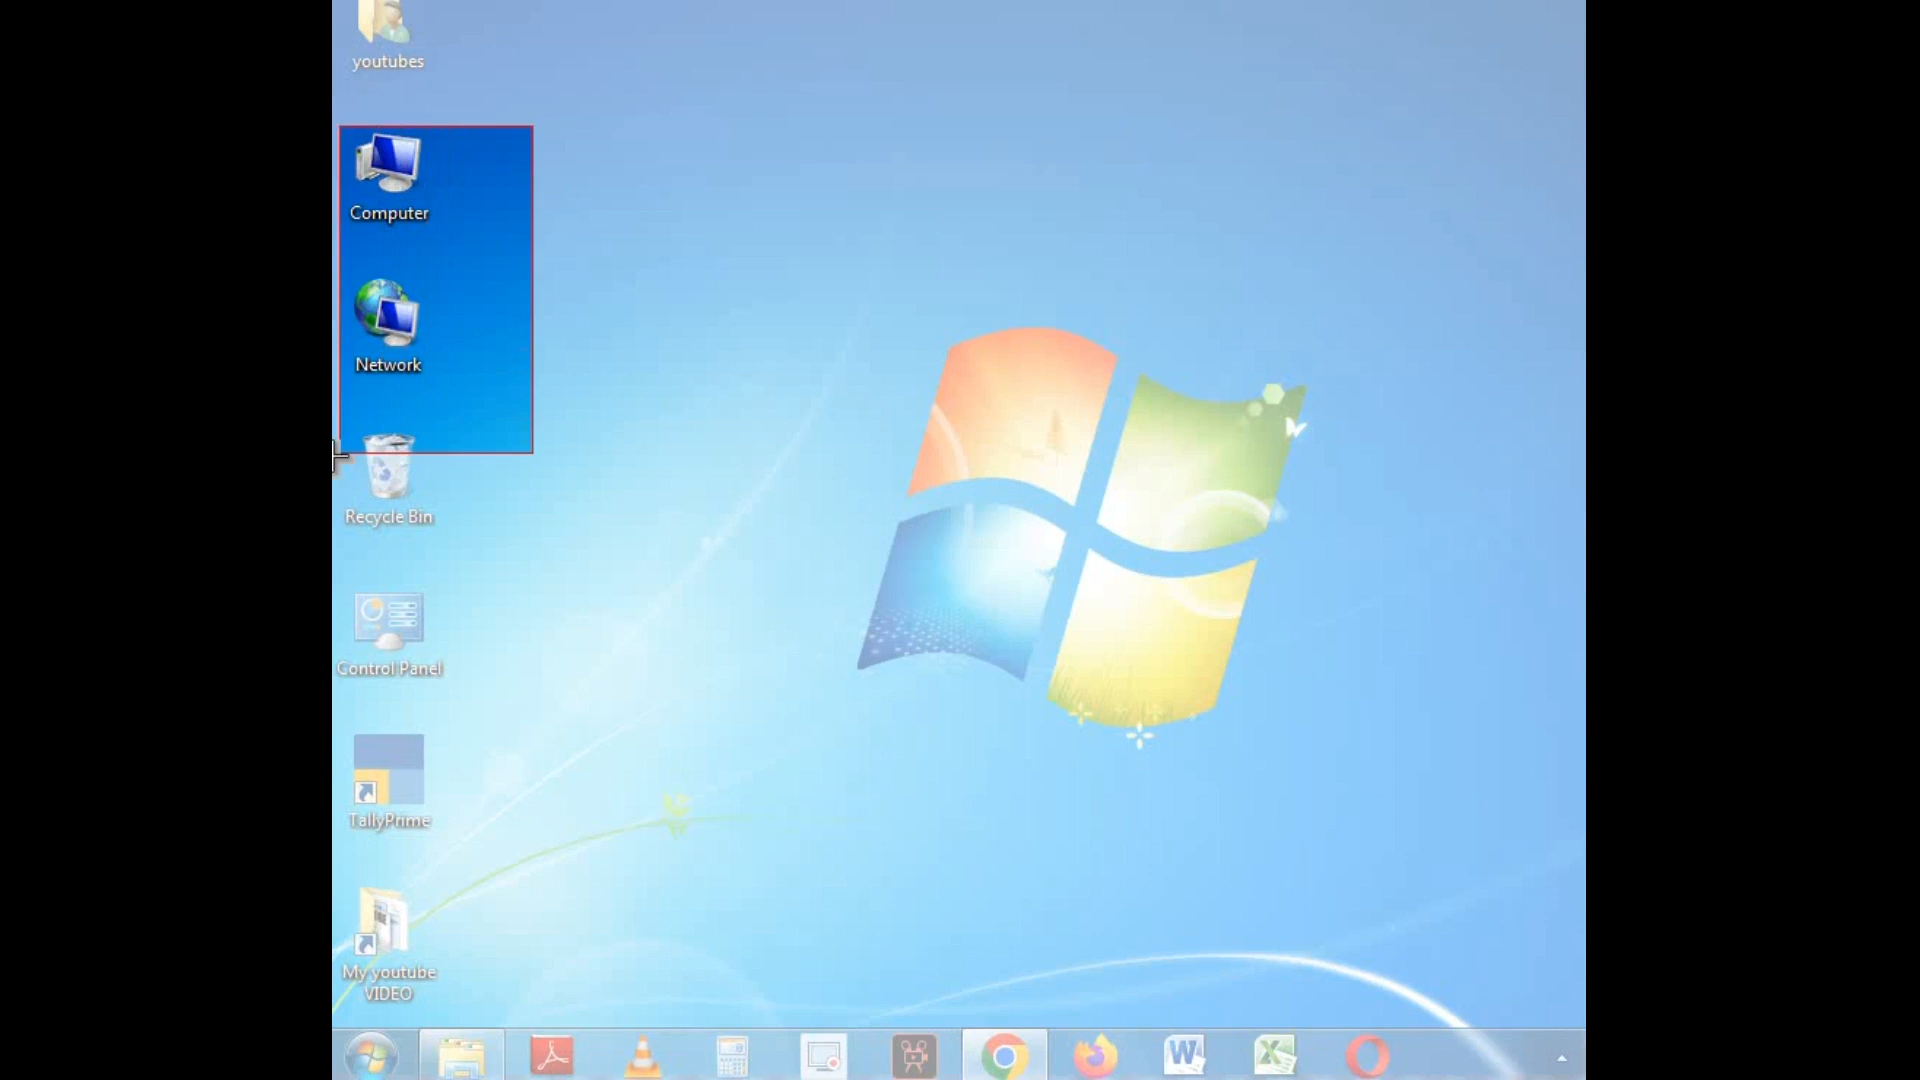 youtubes
Computer
Network
Recycle Bin
Control Panel
TallyPrime
My youtube
VIDEO